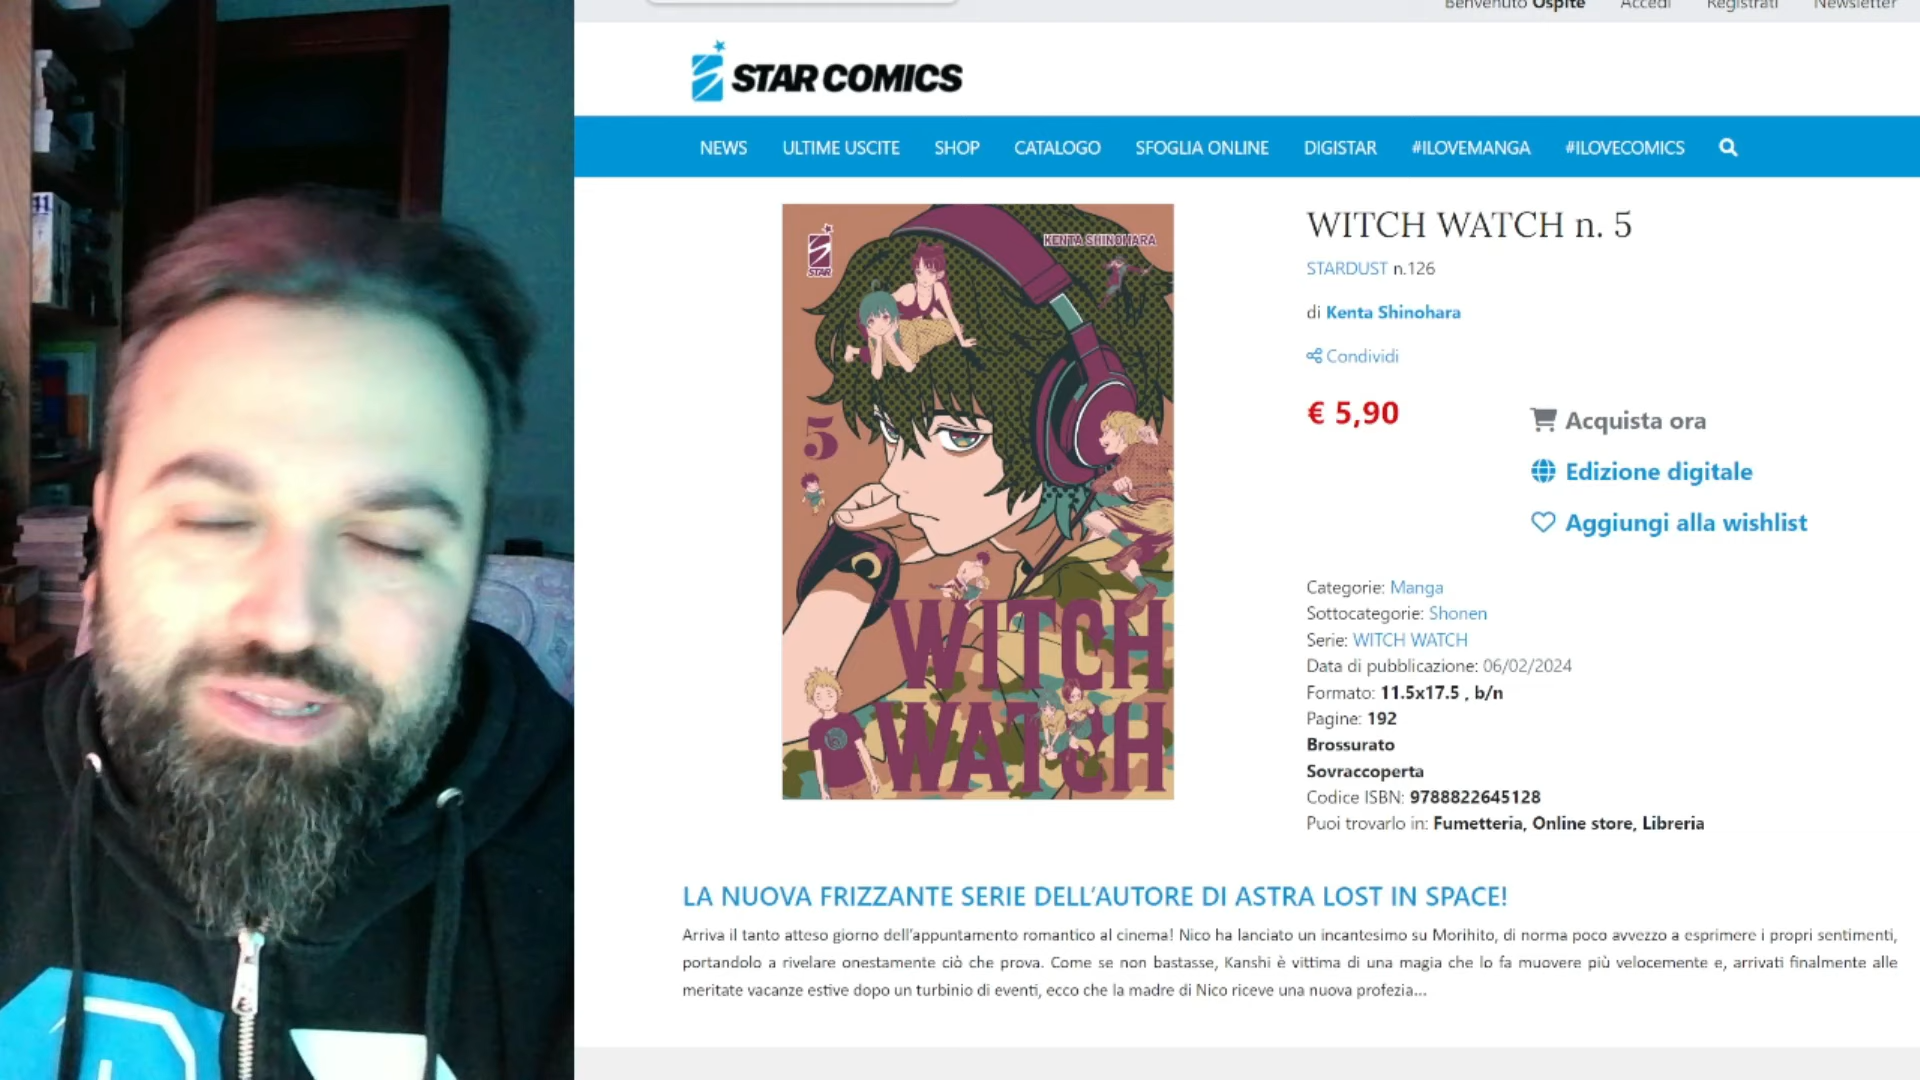 Benvenuto Ospite Accedi Registrati Newsletter
STAR COMICS
NEWS ULTIME USCITE SHOP CATALOGO SFOGLIA ONLINE DIGISTAR #ILOVEMANGA #ILOVECOMICS
STAR
KENTA SHINOHARA
5
WITCH
WATCH
WITCH WATCH n. 5
STARDUST n.126
di Kenta Shinohara
Condividi
€ 5,90
Acquista ora
Edizione digitale
Aggiungi alla wishlist
Categorie: Manga
Sottocategorie: Shonen
Serie: WITCH WATCH
Data di pubblicazione: 06/02/2024
Formato: 11.5x17.5 , b/n
Pagine: 192
Brossurato
Sovraccoperta
Codice ISBN: 9788822645128
Puoi trovarlo in: Fumetteria, Online store, Libreria
LA NUOVA FRIZZANTE SERIE DELL’AUTORE DI ASTRA LOST IN SPACE!
Arriva il tanto atteso giorno dell’appuntamento romantico al cinema! Nico ha lanciato un incantesimo su Morihito, di norma poco avvezzo a esprimere i propri sentimenti,
portandolo a rivelare onestamente ciò che prova. Come se non bastasse, Kanshi è vittima di una magia che lo fa muovere più velocemente e, arrivati finalmente alle
meritate vacanze estive dopo un turbinio di eventi, ecco che la madre di Nico riceve una nuova profezia...